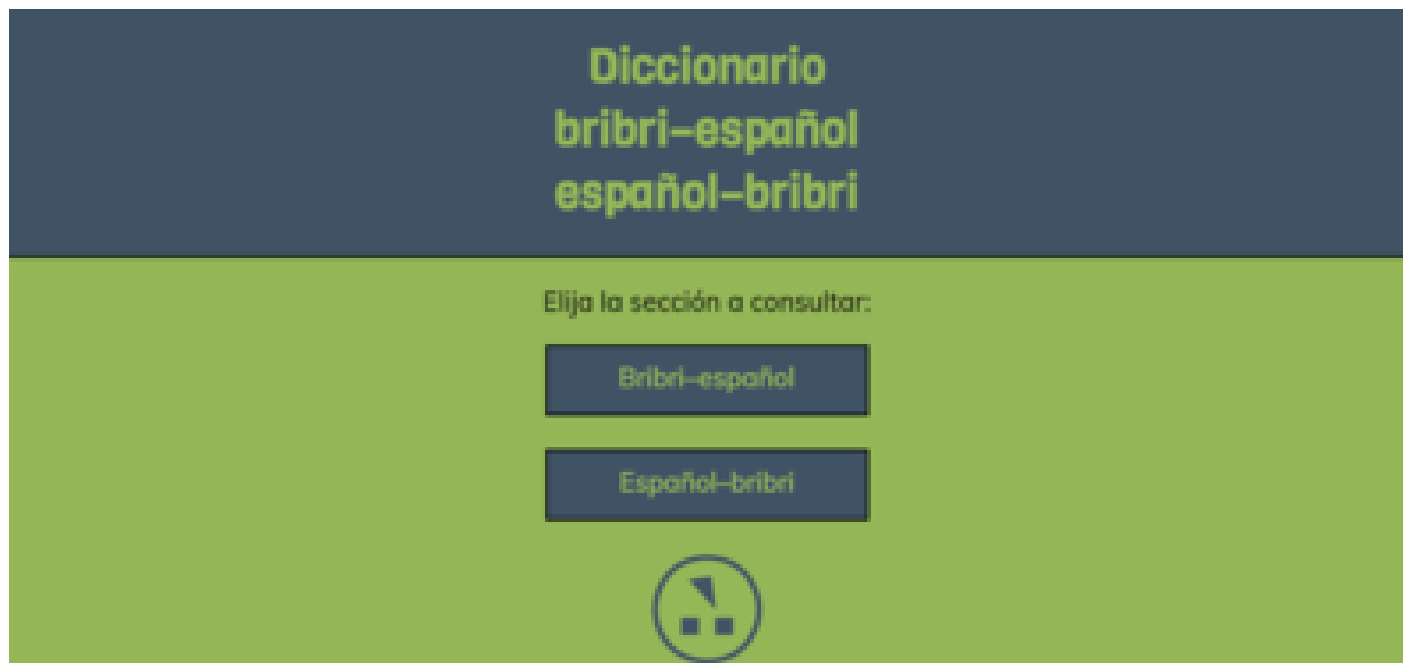 Diccionario
bribri–español
español–bribri
Elija la sección a consultar:
Bribri–español
Español–bribri